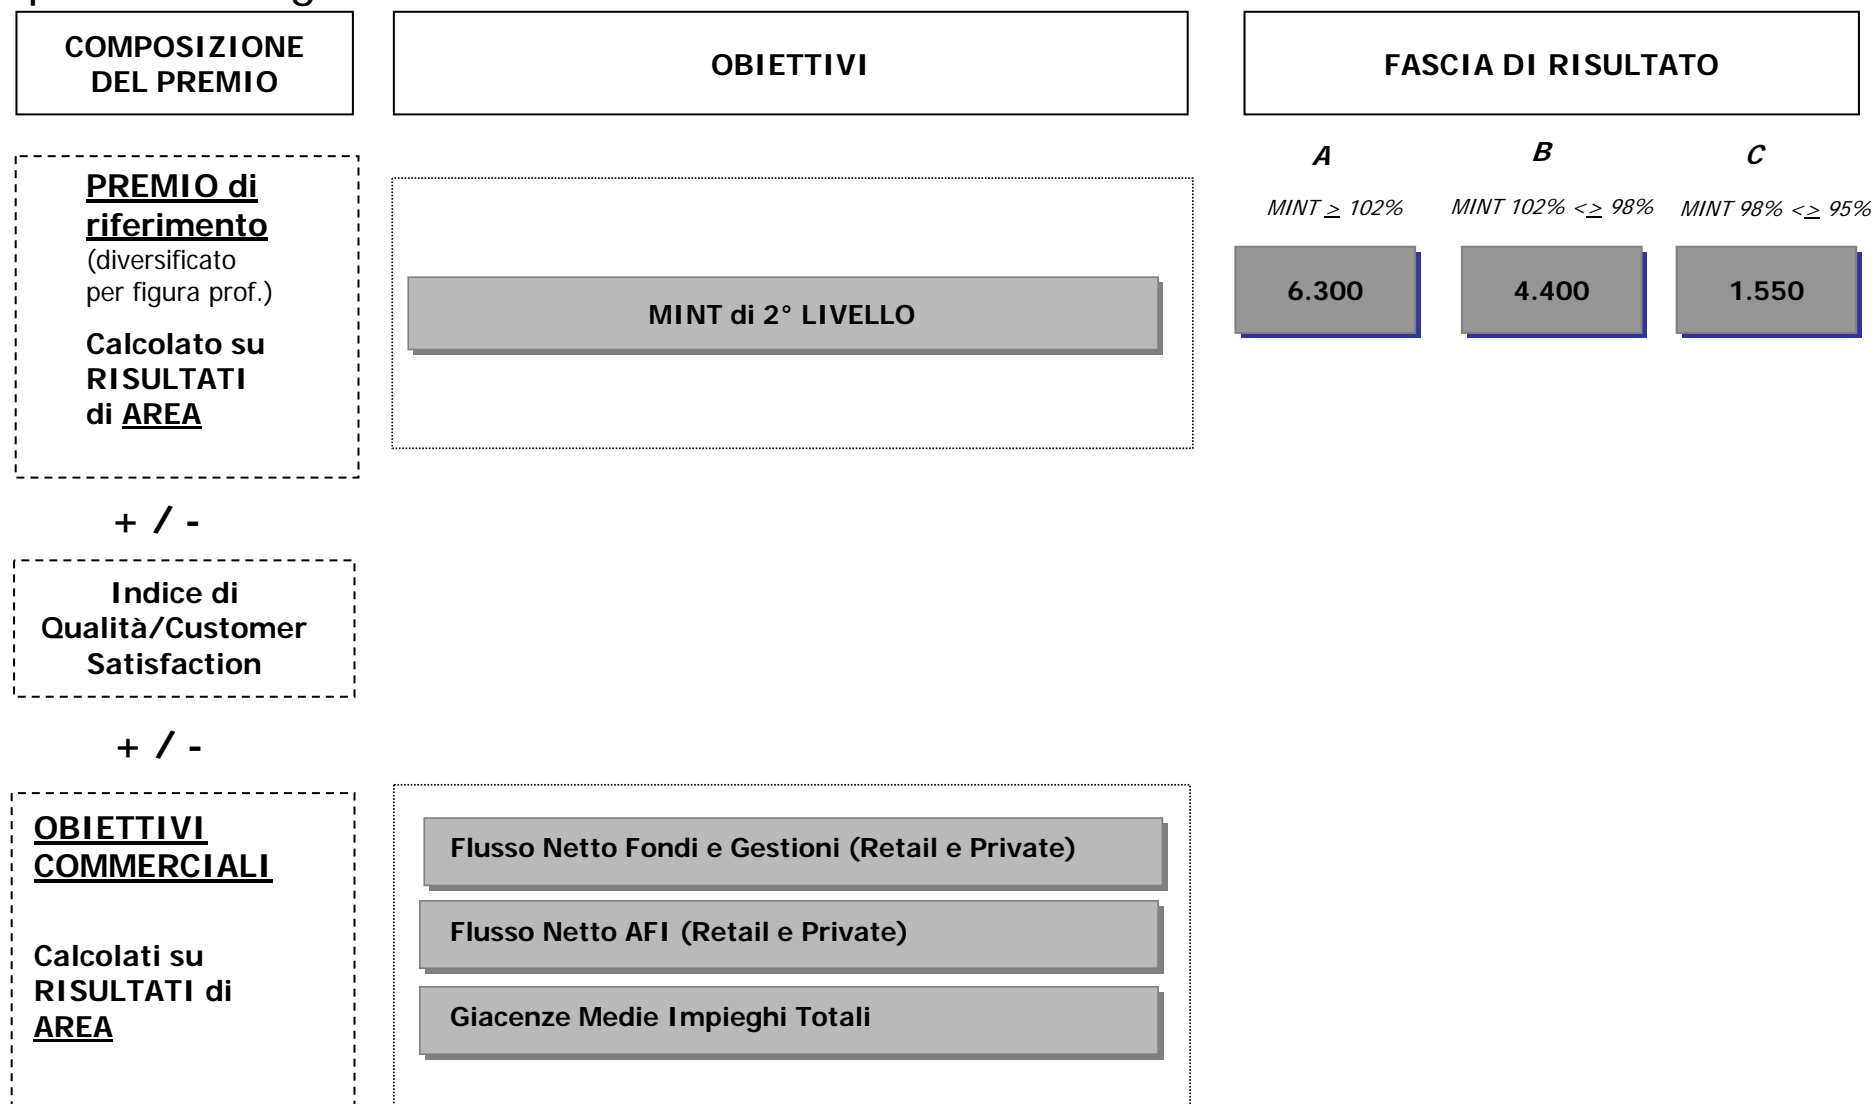 COMPOSIZIONE
DEL PREMIO
OBIETTIVI
FASCIA DI RISULTATO
A
B
C
MINT ≥ 102%
MINT 102% <≥ 98%
MINT 98% <≥ 95%
PREMIO di
riferimento
(diversificato
per figura prof.)
Calcolato su
RISULTATI
di AREA
MINT di 2° LIVELLO
6.300
4.400
1.550
+ / -
Indice di
Qualità/Customer
Satisfaction
+ / -
OBIETTIVI
COMMERCIALI
Calcolati su
RISULTATI di
AREA
Flusso Netto Fondi e Gestioni (Retail e Private)
Flusso Netto AFI (Retail e Private)
Giacenze Medie Impieghi Totali